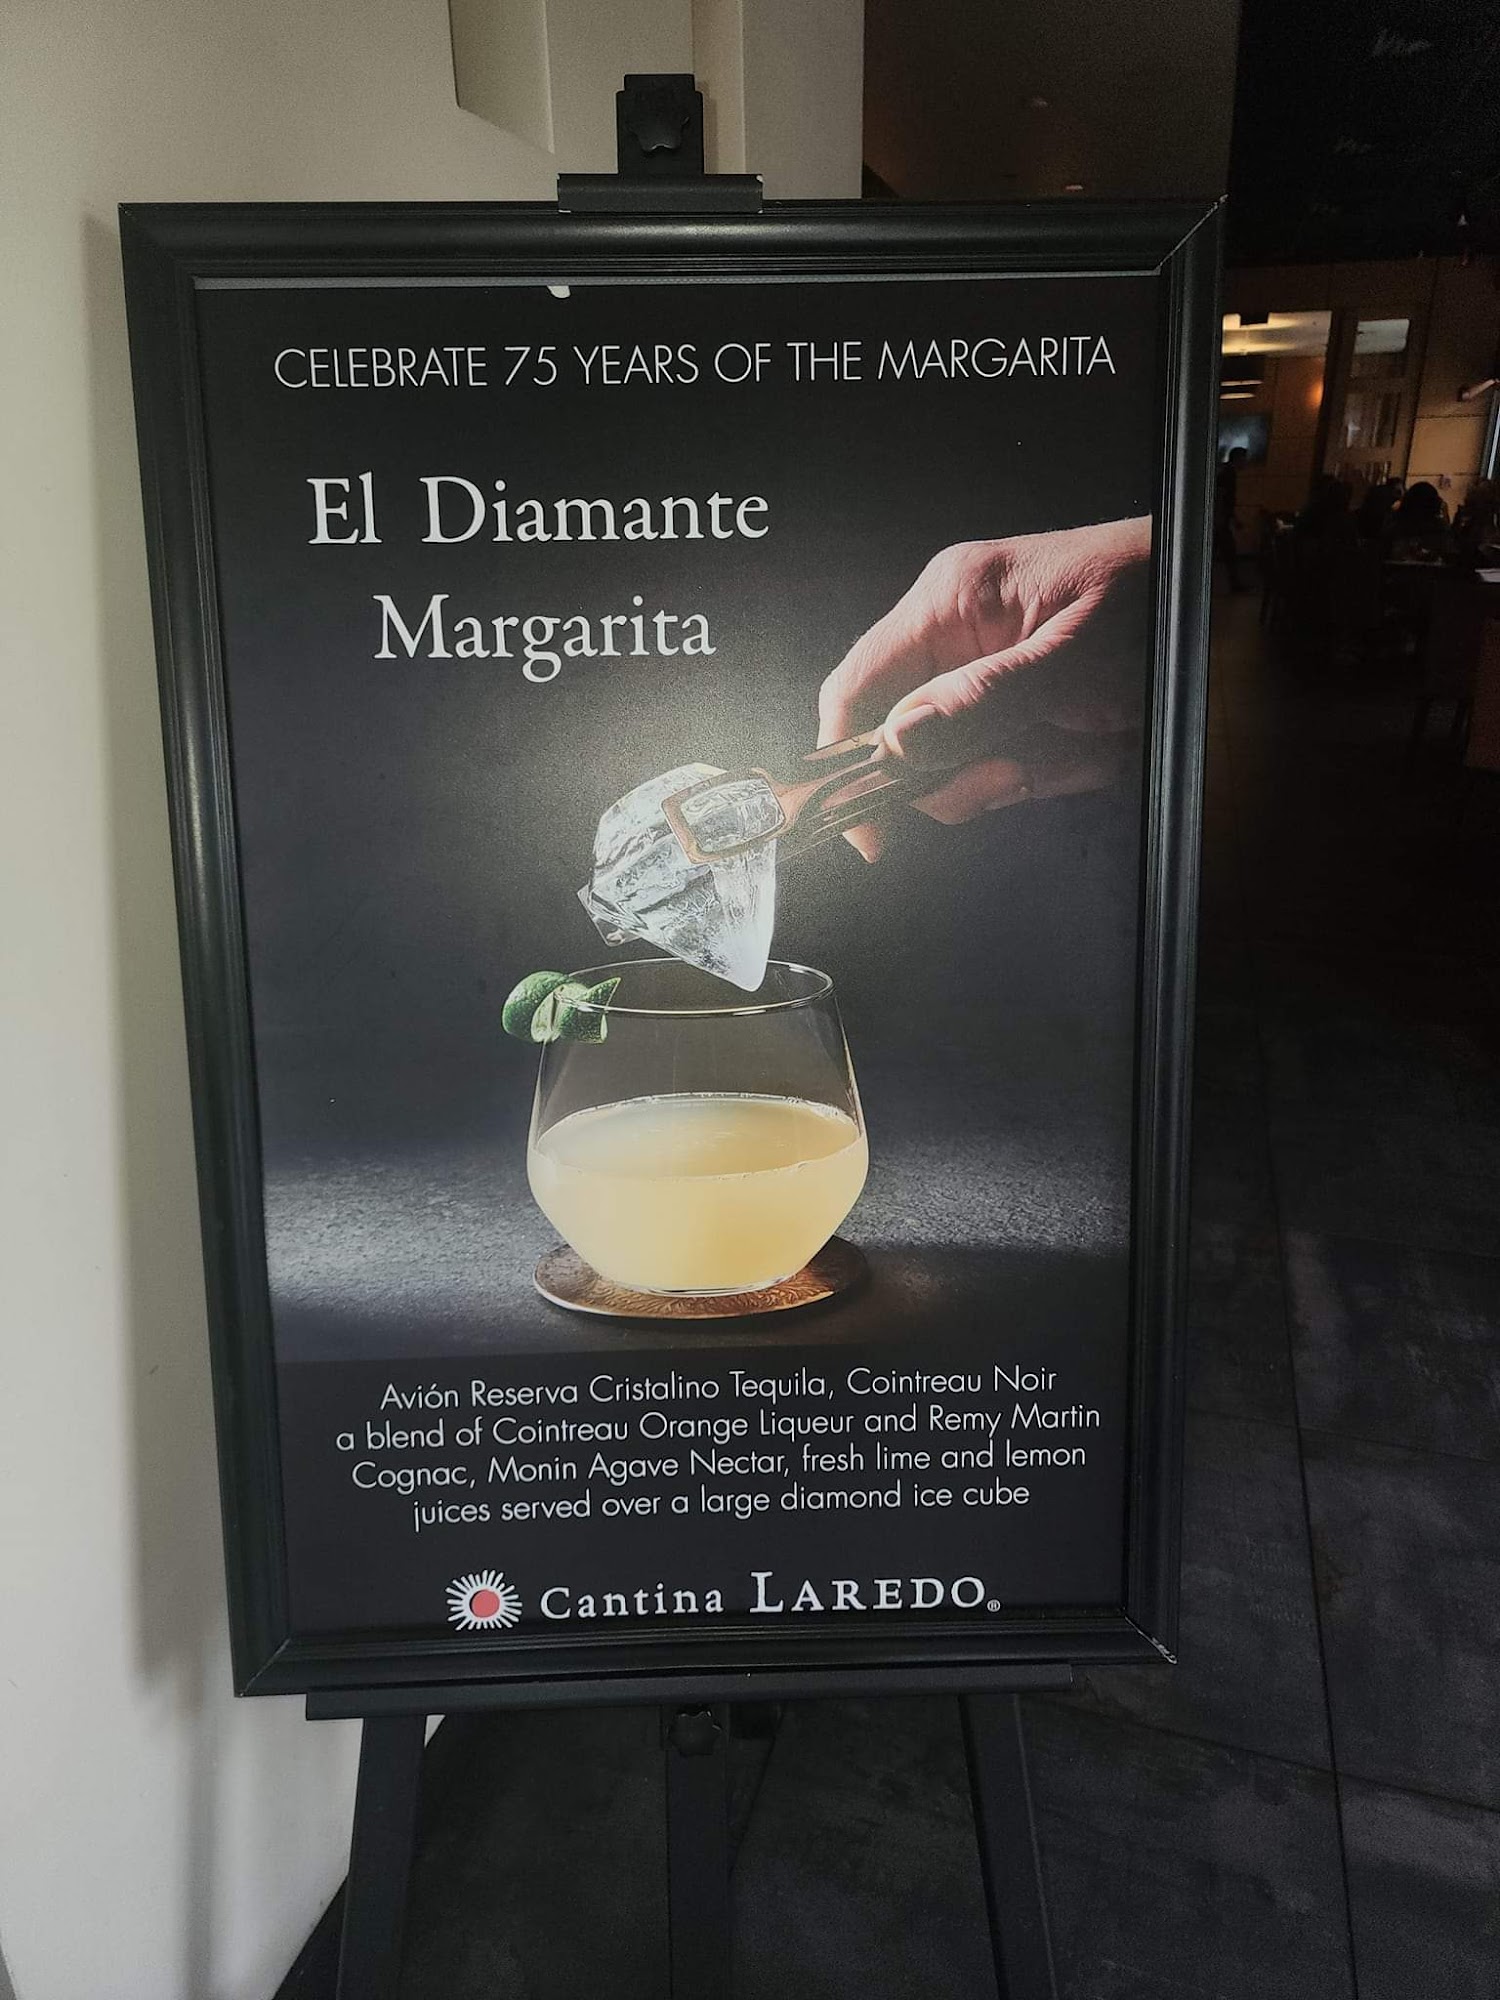 CELEBRATE 75 YEARS OF THE MARGARITA
El Diamante
Margarita
Avión Reserva Cristalino Tequila, Cointreau Noir
a blend of Cointreau Orange Liqueur and Remy Martin
Cognac, Monin Agave Nectar, fresh lime and lemon
juices served over a large diamond ice cube
Cantina LAREDO®